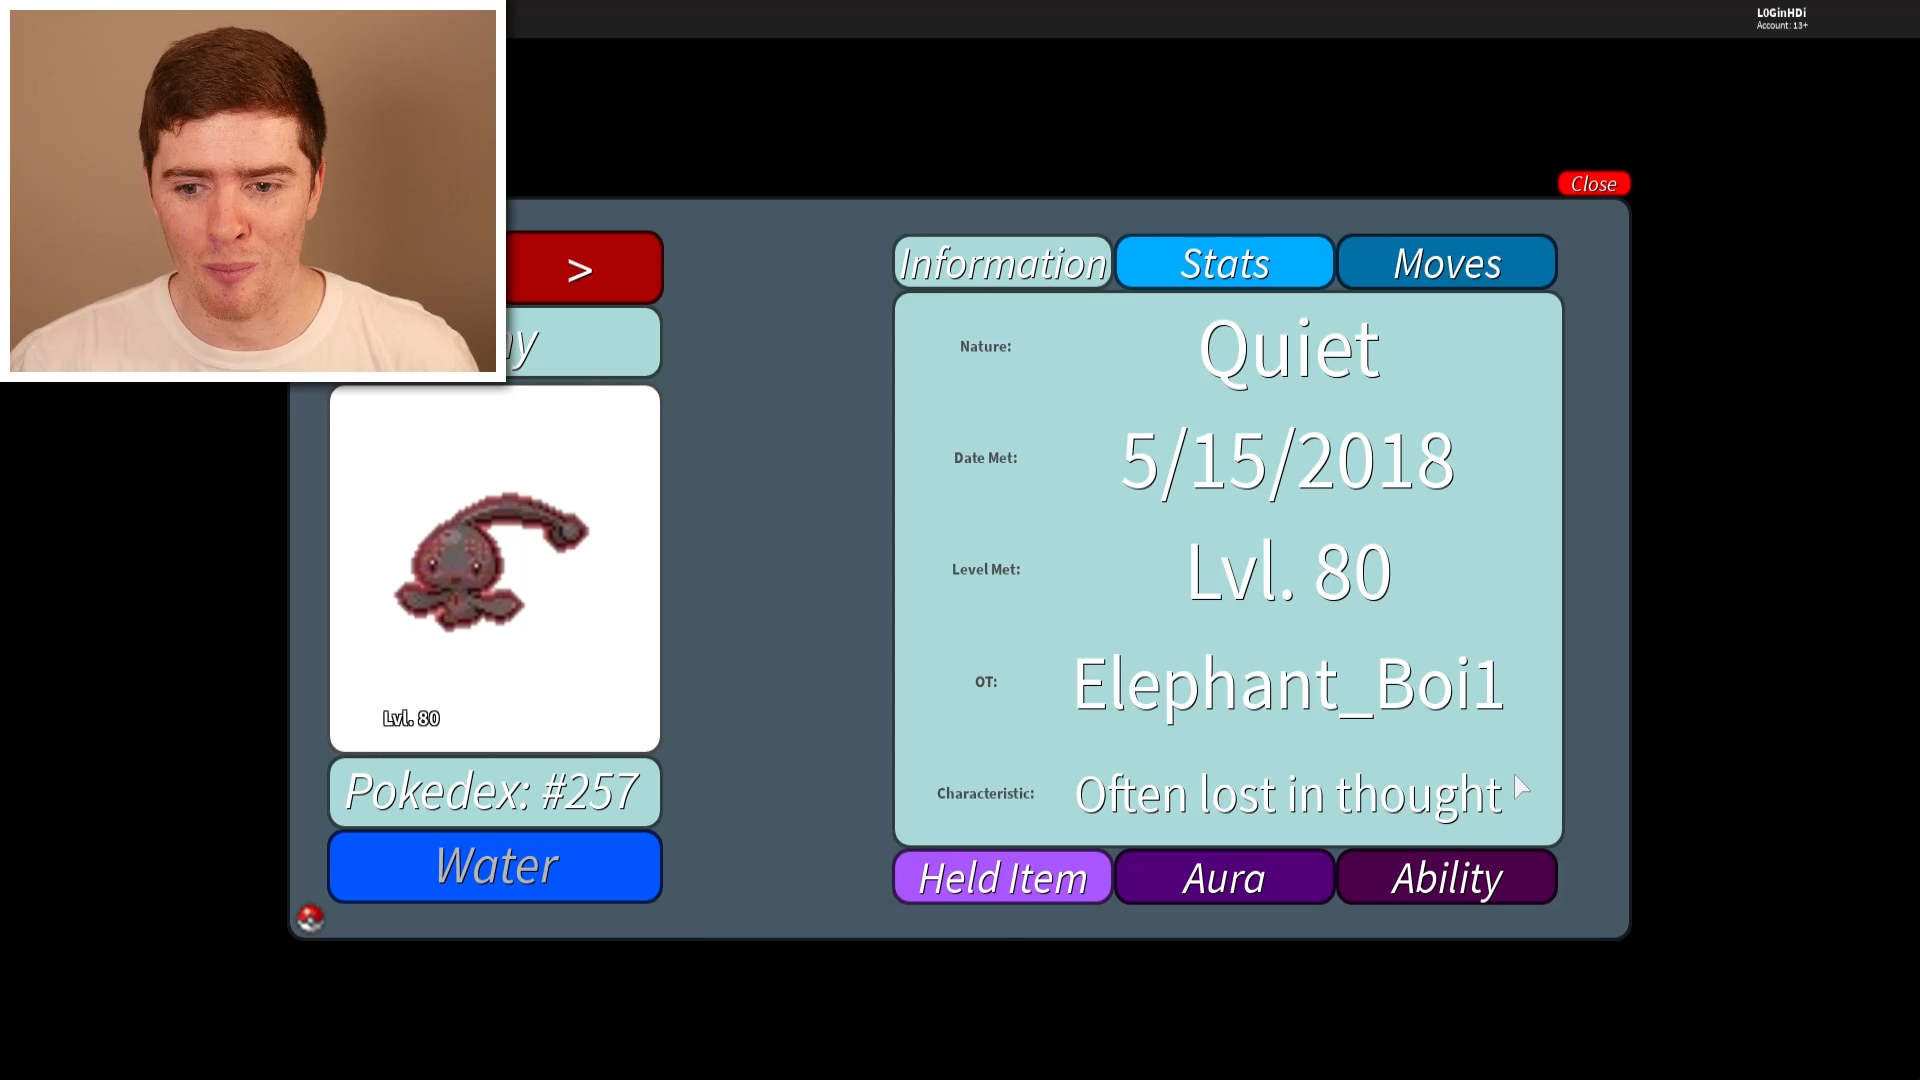 L0GinHDi
Account: 13+
Close
>
Information
Stats
Moves
Nature:
Quiet
Date Met:
5/15/2018
Level Met:
Lvl. 80
OT:
Elephant_Boi1
Characteristic:
Often lost in thought
Lvl. 80
Pokedex: #257
Water
Held Item
Aura
Ability